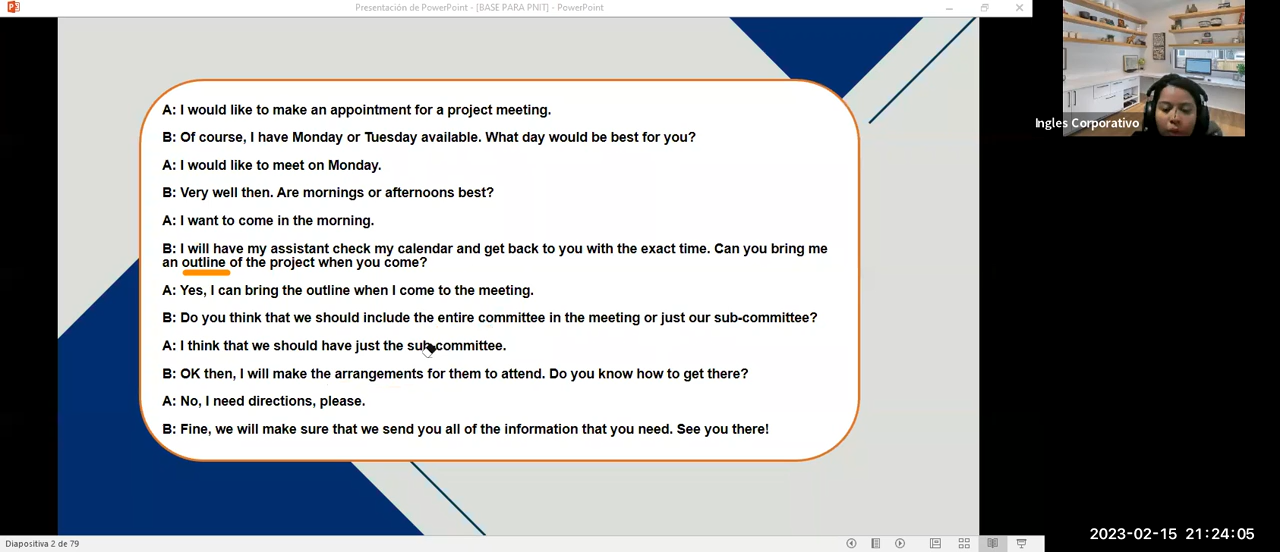 Presentación de PowerPoint - [BASE PARA PNIT] - PowerPoint
A: I would like to make an appointment for a project meeting.
B: Of course, I have Monday or Tuesday available. What day would be best for you?
A: I would like to meet on Monday.
B: Very well then. Are mornings or afternoons best?
A: I want to come in the morning.
B: I will have my assistant check my calendar and get back to you with the exact time. Can you bring me
an outline of the project when you come?
A: Yes, I can bring the outline when I come to the meeting.
B: Do you think that we should include the entire committee in the meeting or just our sub-committee?
A: I think that we should have just the sub-committee.
B: OK then, I will make the arrangements for them to attend. Do you know how to get there?
A: No, I need directions, please.
B: Fine, we will make sure that we send you all of the information that you need. See you there!
Ingles Corporativo
Diapositiva 2 de 79
2023-02-15 21:24:05